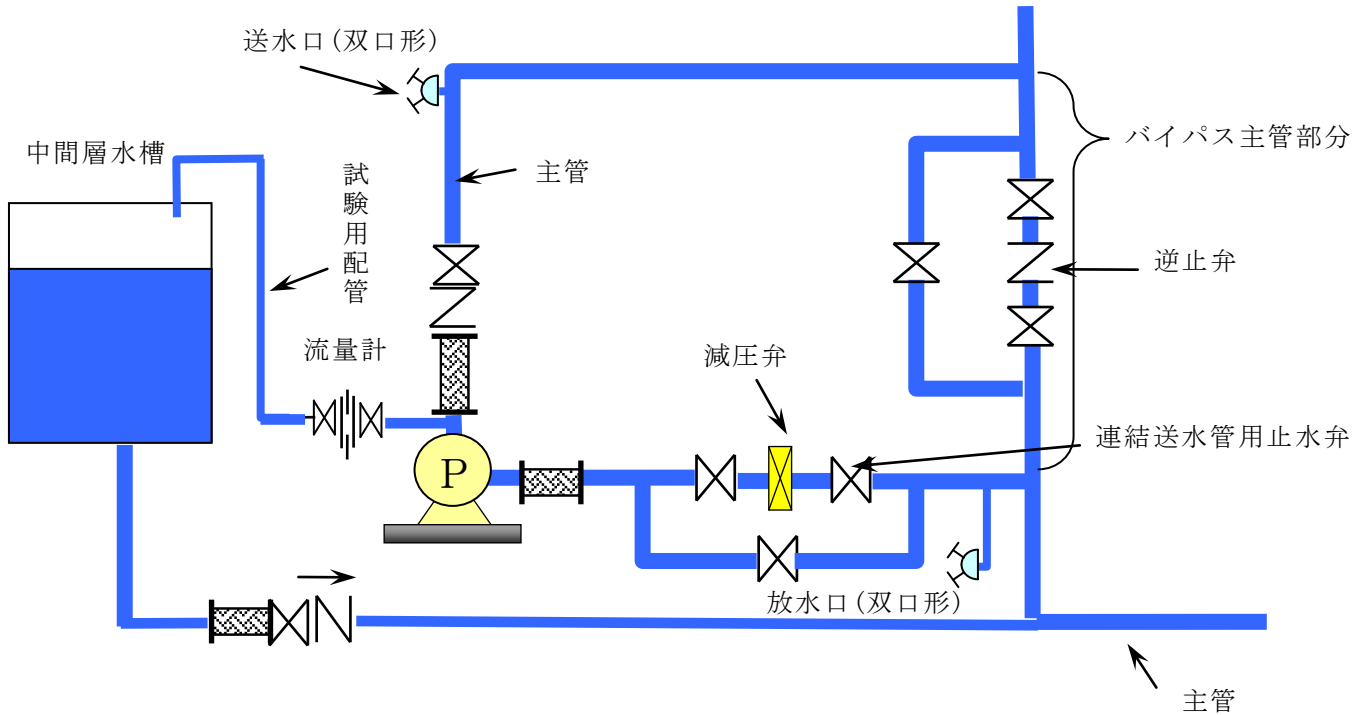 送水口(双口形)
バイパス主管部分
中間層水槽
試験用配管
主管
逆止弁
流量計
減圧弁
連結送水管用止水弁
P
放水口(双口形)
主管